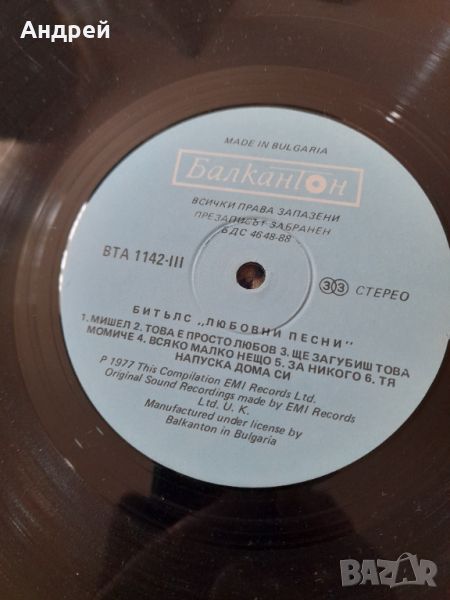 Андрей
MADE IN BULGARIA
Балкантон
ВСИЧКИ ПРАВА ЗАПАЗЕНИ
ПРЕЗАПИСЪТ ЗАБРАНЕН
БДС 4648-88
ВТА 1142-III
33 СТЕРЕО
БИТЪЛС „ЛЮБОВНИ ПЕСНИ"
1. МИШЕЛ 2. ТОВА Е ПРОСТО ЛЮБОВ 3. ЩЕ ЗАГУБИШ ТОВА
МОМИЧЕ 4. ВСЯКО МАЛКО НЕЩО 5. ЗА НИКОГО 6. ТЯ
НАПУСКА ДОМА СИ
P 1977 This Compilation EMI Records Ltd.
Original Sound Recordings made by EMI Records
Ltd. U. K.
Manufactured under license by
Balkanton in Bulgaria
BAZAR.bg